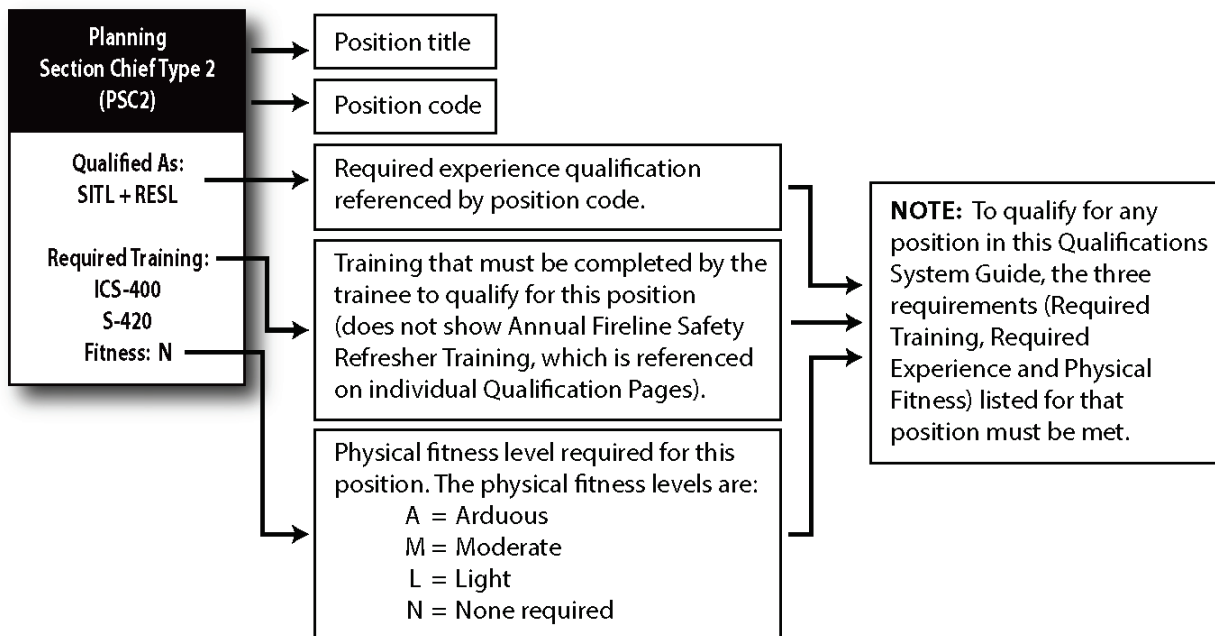 Planning
Section Chief Type 2
(PSC2)
Qualified As:
SITL + RESL
Required Training:
ICS-400
S-420
Fitness: N
Position title
Position code
Required experience qualification
referenced by position code.
Training that must be completed by the
trainee to qualify for this position
(does not show Annual Fireline Safety
Refresher Training, which is referenced
on individual Qualification Pages).
Physical fitness level required for this
position. The physical fitness levels are:
A = Arduous
M = Moderate
L = Light
N = None required
NOTE: To qualify for any
position in this Qualifications
System Guide, the three
requirements (Required
Training, Required
Experience and Physical
Fitness) listed for that
position must be met.